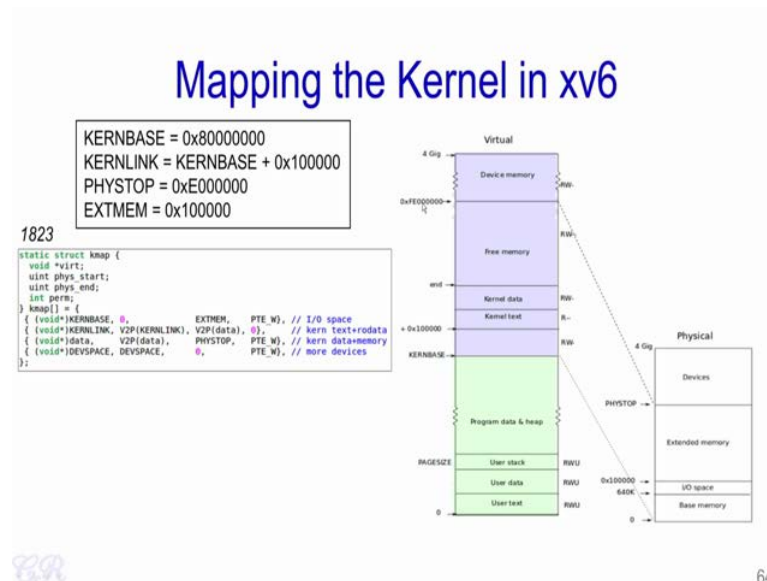 Mapping the Kernel in xv6
KERNBASE = 0x80000000
KERNLINK = KERNBASE + 0x100000
PHYSTOP = 0xE000000
EXTMEM = 0x100000
1823
static struct kmap {
void *virt;
uint phys_start;
uint phys_end;
int perm;
} kmap[] = {
{ (void*)KERNBASE, 0, EXTMEM, PTE_W}, // I/O space
{ (void*)KERNLINK, V2P(KERNLINK), V2P(data), 0}, // kern text+rodata
{ (void*)data, V2P(data), PHYSTOP, PTE_W}, // kern data+memory
{ (void*)DEVSPACE, DEVSPACE, 0, PTE_W}, // more devices
};
Virtual
4 Gig
Device memory
RW-
0xFE000000
RW-
Free memory
end
Kernel data
RW-
Kernel text
R--
+ 0x100000
RW-
KERNBASE
Program data & heap
PAGESIZE
User stack
RWU
User data
RWU
User text
RWU
0
Physical
4 Gig
Devices
PHYSTOP
Extended memory
0x100000
I/O space
640K
Base memory
0